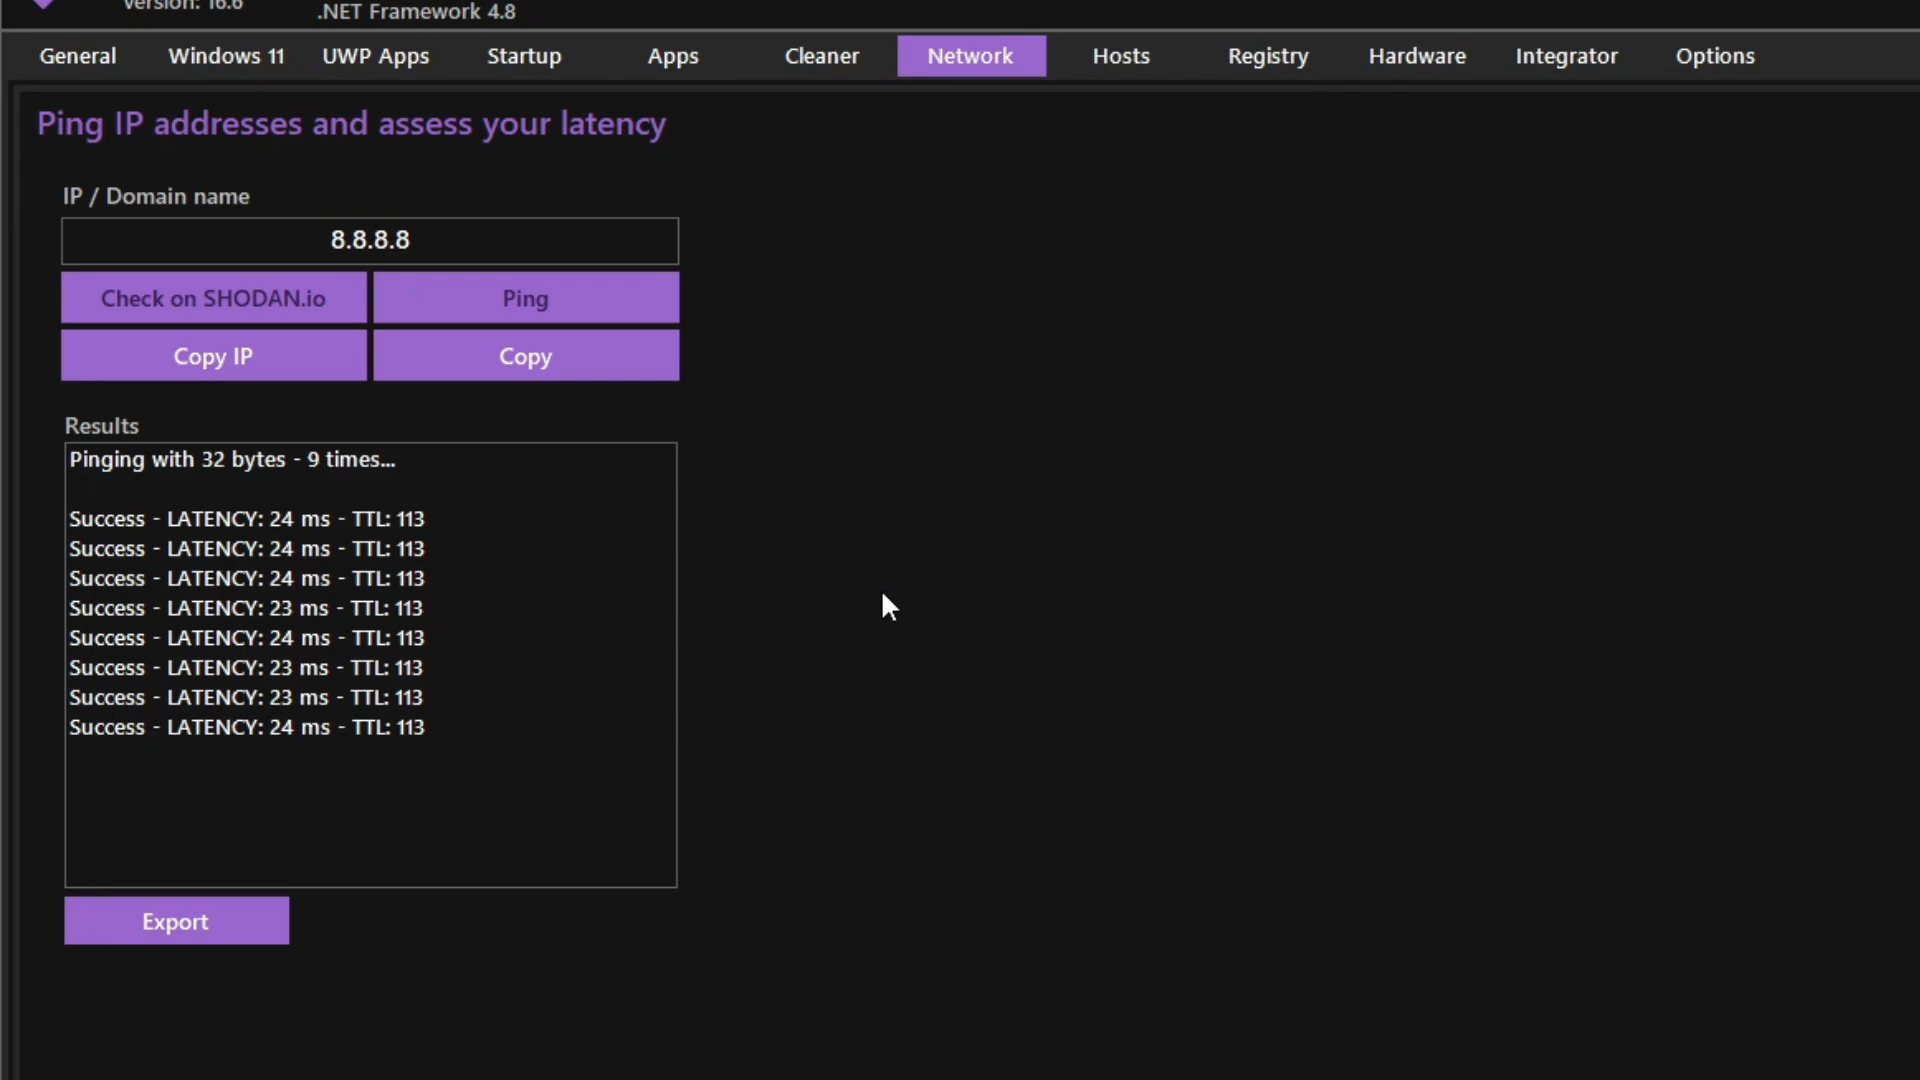 Version: 16.6
.NET Framework 4.8
General Windows 11 UWP Apps Startup Apps Cleaner Network Hosts Registry Hardware Integrator Options
Ping IP addresses and assess your latency
IP / Domain name
8.8.8.8
Check on SHODAN.io Ping
Copy IP Copy
Results
Pinging with 32 bytes - 9 times...
Success - LATENCY: 24 ms - TTL: 113
Success - LATENCY: 24 ms - TTL: 113
Success - LATENCY: 24 ms - TTL: 113
Success - LATENCY: 23 ms - TTL: 113
Success - LATENCY: 24 ms - TTL: 113
Success - LATENCY: 23 ms - TTL: 113
Success - LATENCY: 23 ms - TTL: 113
Success - LATENCY: 24 ms - TTL: 113
Export